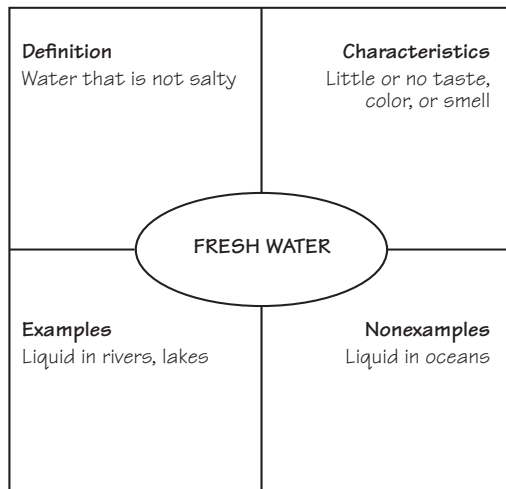 Definition
Water that is not salty
Characteristics
Little or no taste,
color, or smell
FRESH WATER
Examples
Liquid in rivers, lakes
Nonexamples
Liquid in oceans